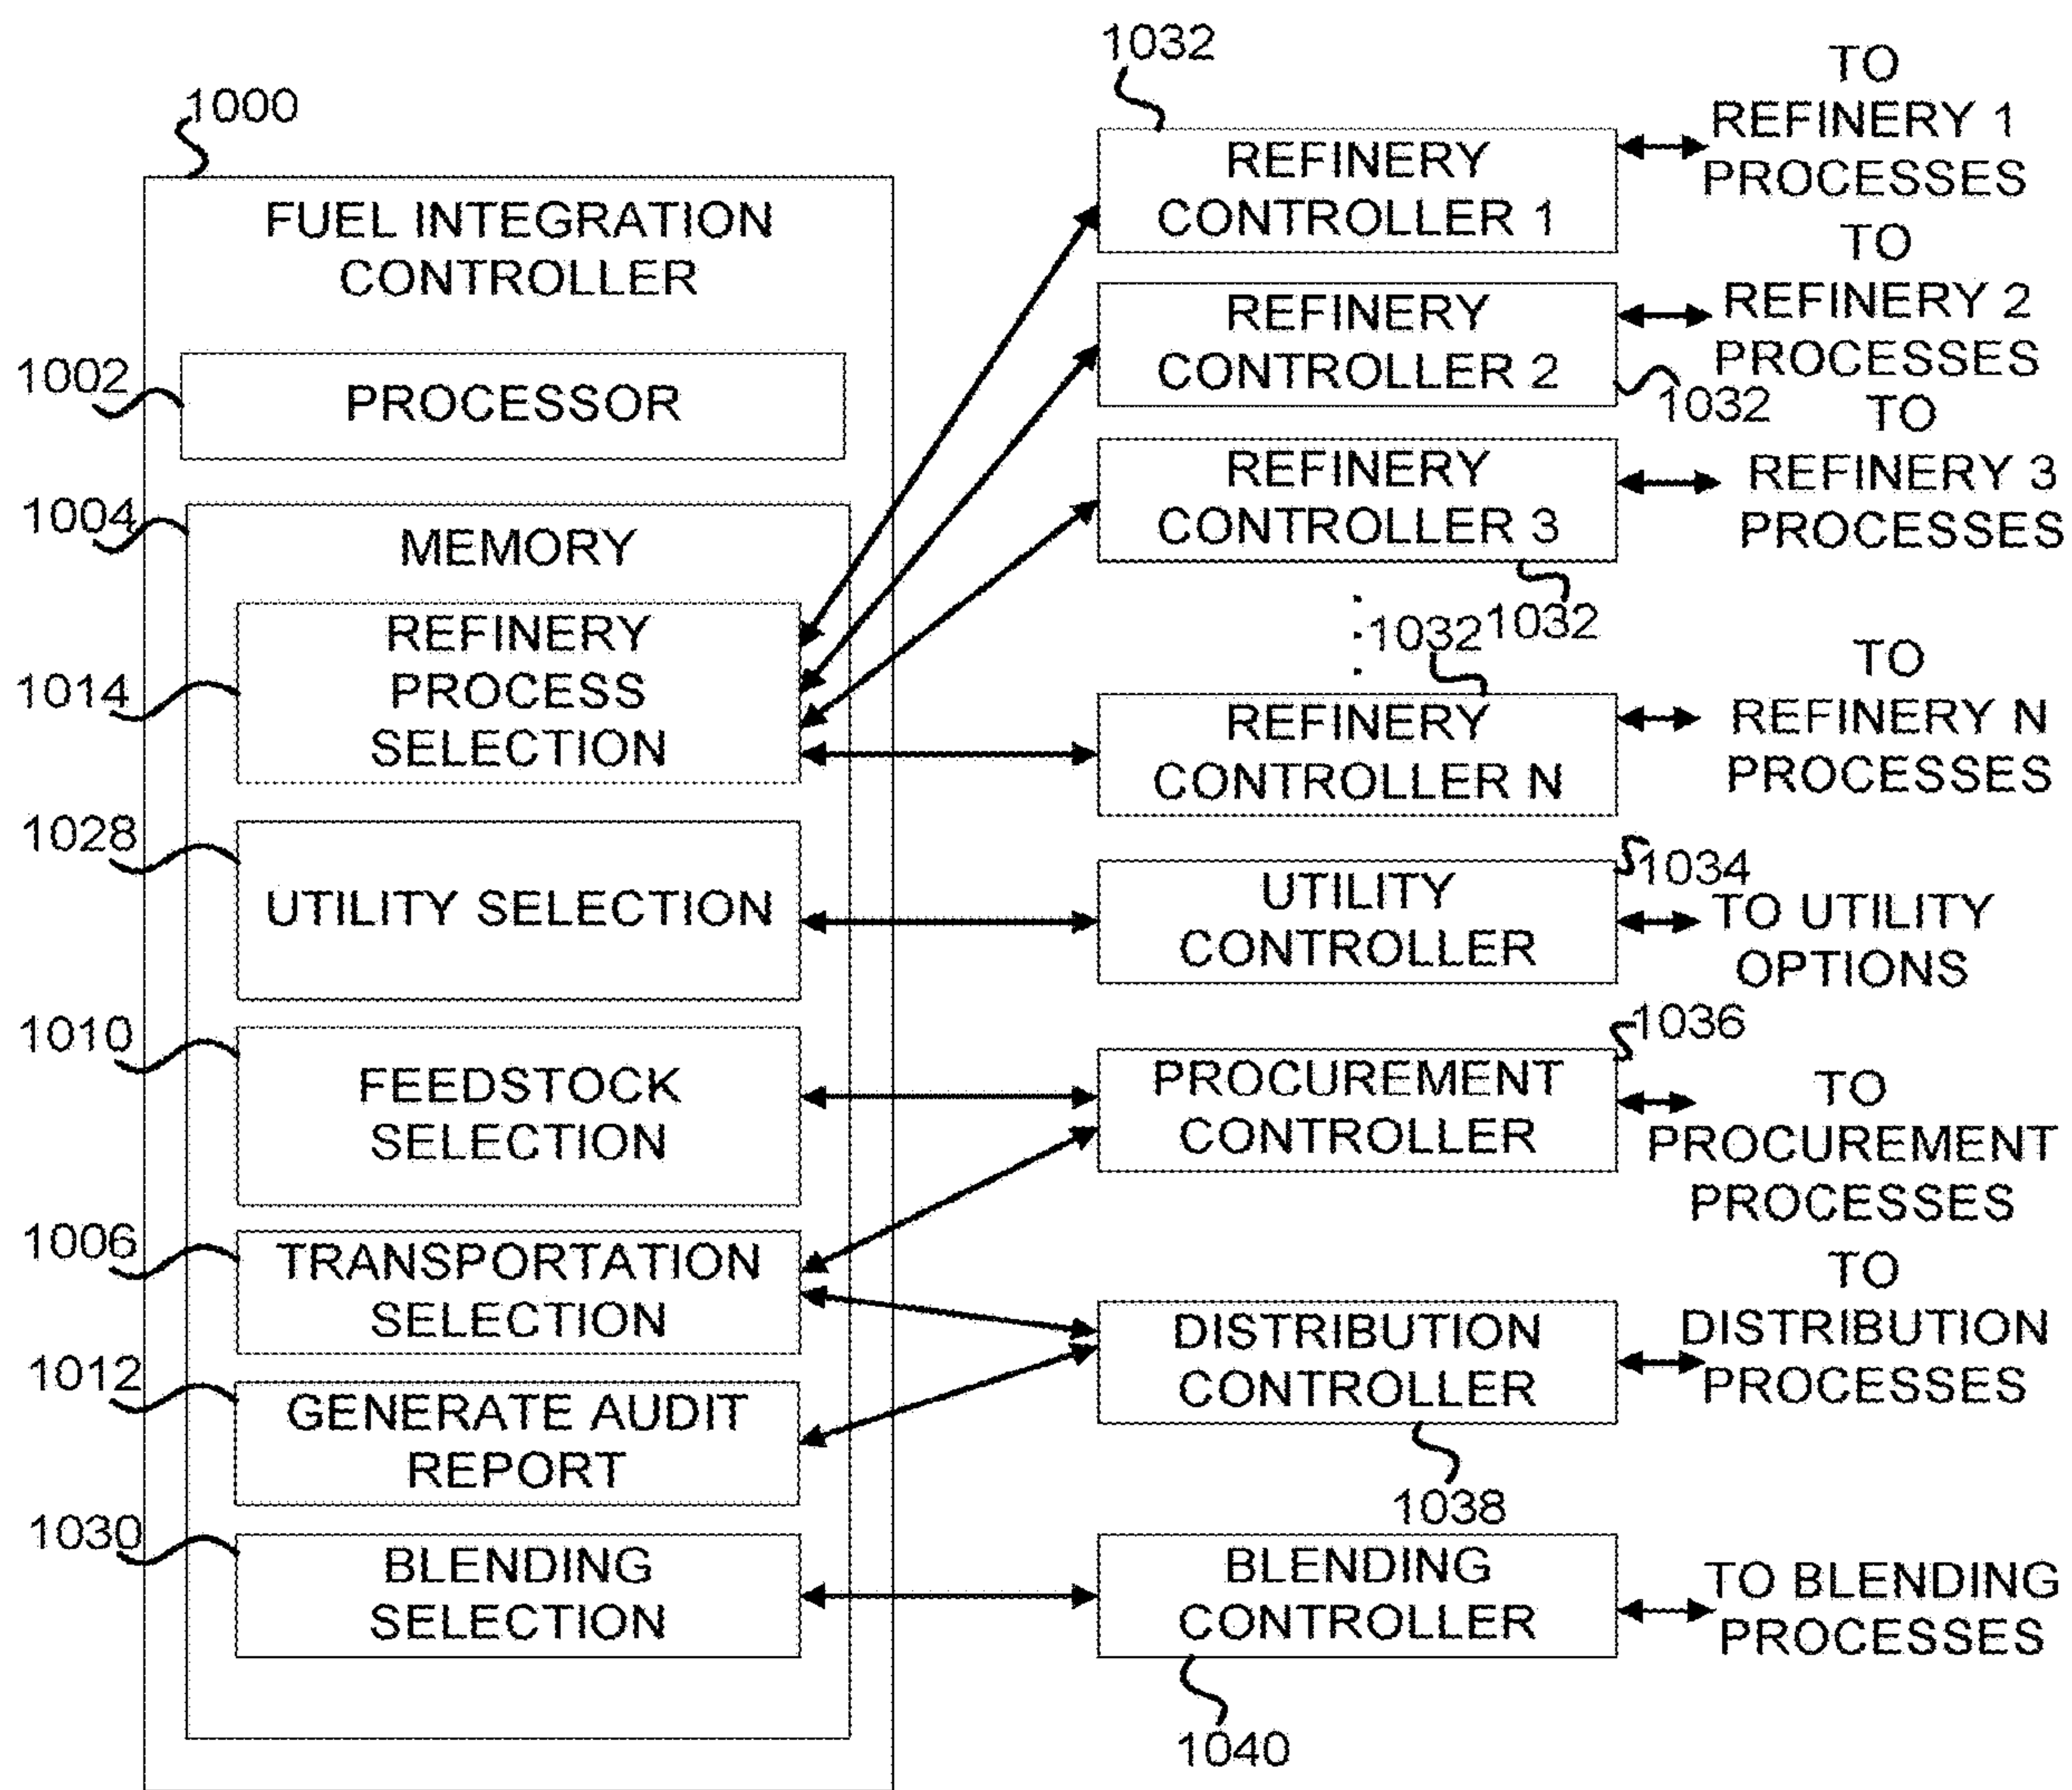 1000
FUEL INTEGRATION
CONTROLLER
1002
PROCESSOR
1004
MEMORY
1014
REFINERY
PROCESS
SELECTION
1028
UTILITY SELECTION
1010
FEEDSTOCK
SELECTION
1006
TRANSPORTATION
SELECTION
1012
GENERATE AUDIT
REPORT
1030
BLENDING
SELECTION
1032
REFINERY
CONTROLLER 1
TO
REFINERY 1
PROCESSES
REFINERY
CONTROLLER 2
1032
TO
REFINERY 2
PROCESSES
REFINERY
CONTROLLER 3
1032
TO
REFINERY 3
PROCESSES
1032
REFINERY
CONTROLLER N
TO
REFINERY N
PROCESSES
1034
UTILITY
CONTROLLER
TO UTILITY
OPTIONS
1036
PROCUREMENT
CONTROLLER
TO
PROCUREMENT
PROCESSES
DISTRIBUTION
CONTROLLER
1038
TO
DISTRIBUTION
PROCESSES
BLENDING
CONTROLLER
1040
TO BLENDING
PROCESSES